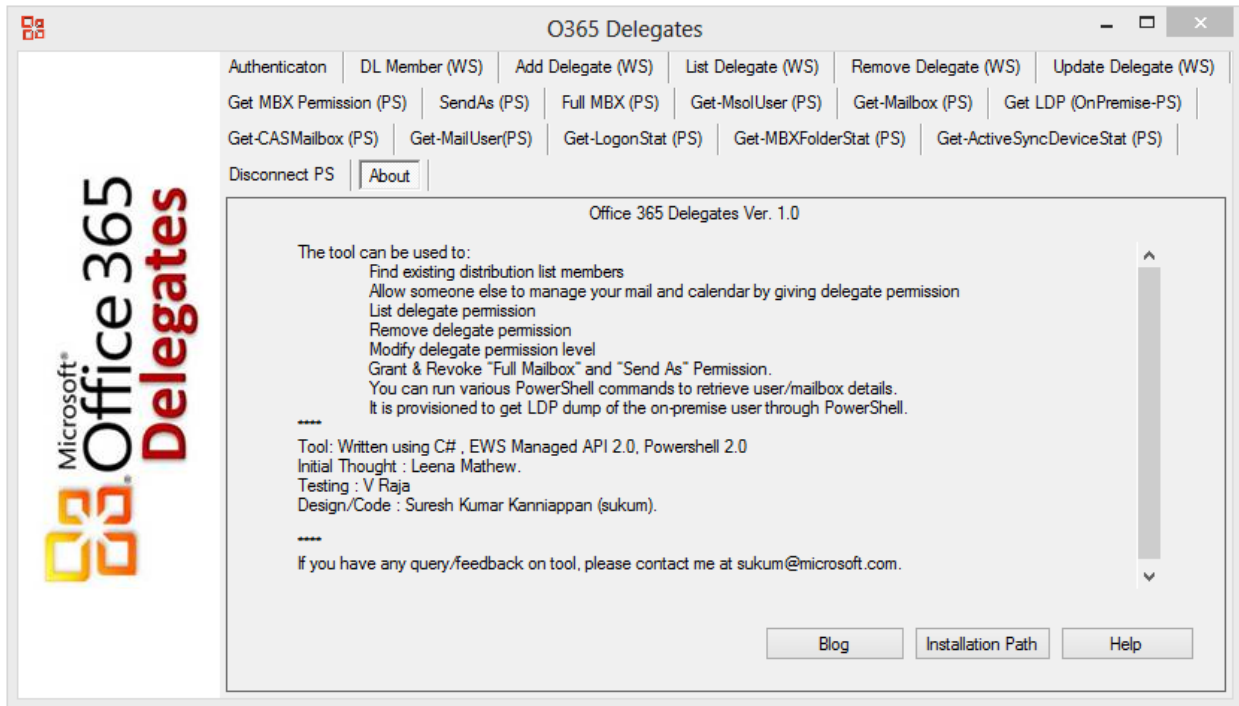 O365 Delegates
Authenticaton DL Member (WS) Add Delegate (WS) List Delegate (WS) Remove Delegate (WS) Update Delegate (WS)
Get MBX Permission (PS) SendAs (PS) Full MBX (PS) Get-MsolUser (PS) Get-Mailbox (PS) Get LDP (OnPremise-PS)
Get-CASMailbox (PS) Get-MailUser(PS) Get-LogonStat (PS) Get-MBXFolderStat (PS) Get-ActiveSyncDeviceStat (PS)
Disconnect PS About
Microsoft®
Office 365
Delegates
Office 365 Delegates Ver. 1.0
The tool can be used to:
Find existing distribution list members
Allow someone else to manage your mail and calendar by giving delegate permission
List delegate permission
Remove delegate permission
Modify delegate permission level
Grant & Revoke "Full Mailbox" and "Send As" Permission.
You can run various PowerShell commands to retrieve user/mailbox details.
It is provisioned to get LDP dump of the on-premise user through PowerShell.
****
Tool: Written using C# , EWS Managed API 2.0, Powershell 2.0
Initial Thought : Leena Mathew.
Testing : V Raja
Design/Code : Suresh Kumar Kanniappan (sukum).
****
If you have any query/feedback on tool, please contact me at sukum@microsoft.com.
Blog Installation Path Help